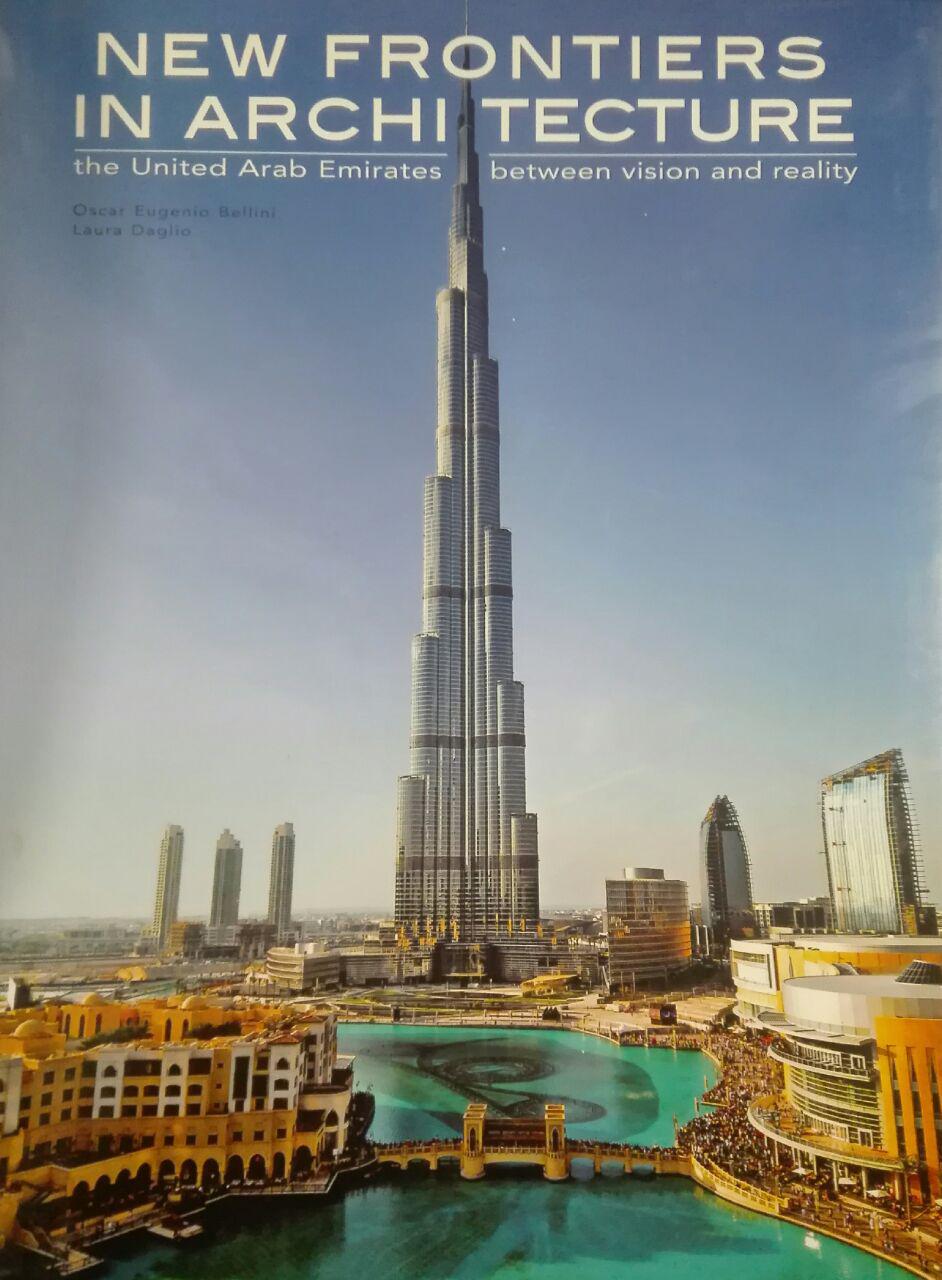 NEW FRONTIERS
IN ARCHITECTURE
the United Arab Emirates between vision and reality
Oscar Eugenio Bellini
Laura Daglio